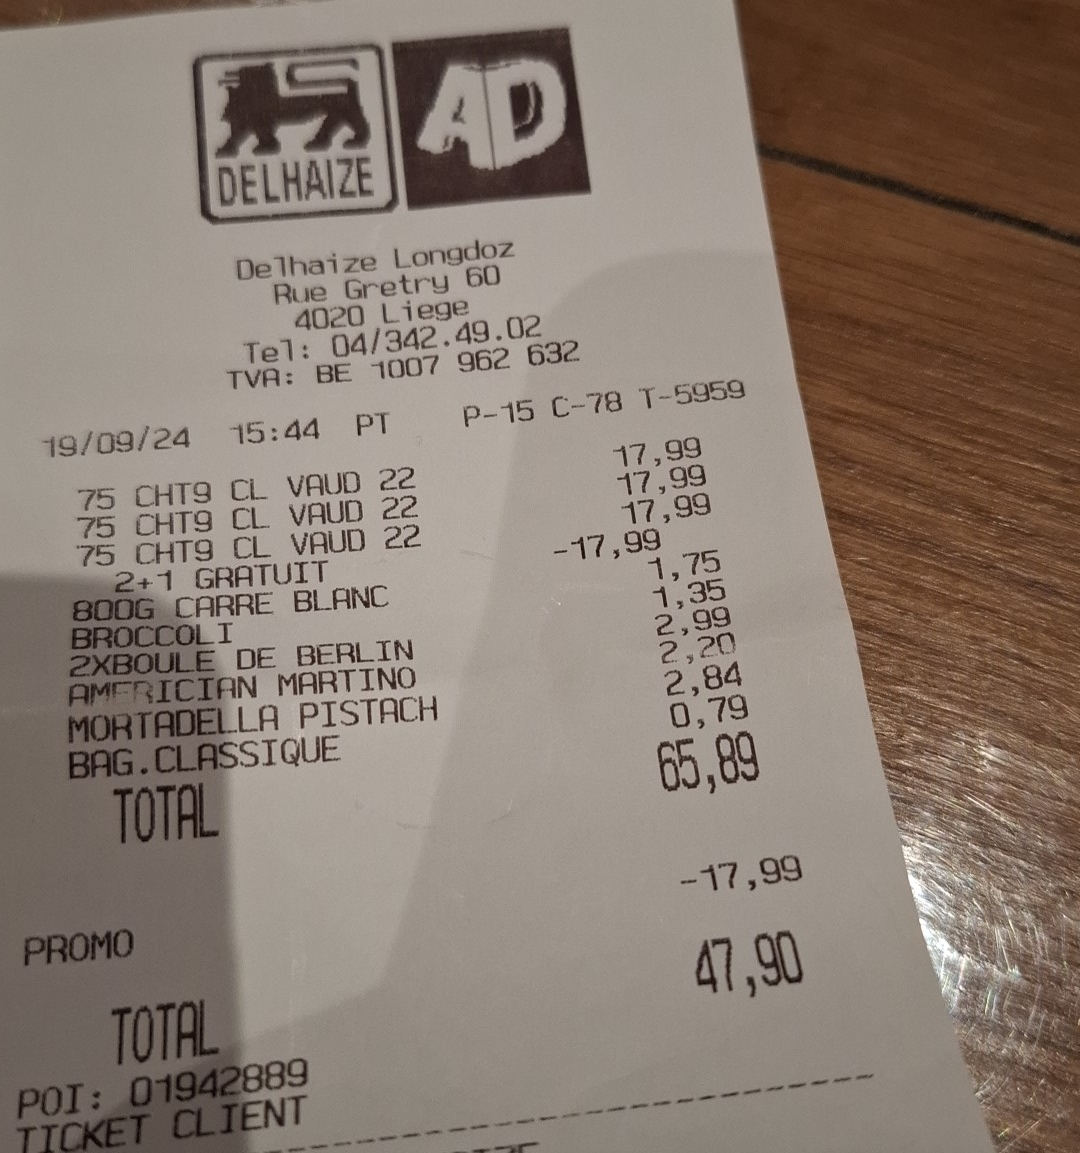 DELHAIZE AD
Delhaize Longdoz
Rue Gretry 60
4020 Liege
Tel: 04/342.49.02
TVA: BE 1007 962 632
19/09/24 15:44 PT P-15 C-78 T-5959
75 CHT9 CL VAUD 22 17,99
75 CHT9 CL VAUD 22 17,99
75 CHT9 CL VAUD 22 17,99
2+1 GRATUIT -17,99
800G CARRE BLANC 1,75
BROCCOLI 1,35
2XBOULE DE BERLIN 2,99
AMERICIAN MARTINO 2,20
MORTADELLA PISTACH 2,84
BAG.CLASSIQUE 0,79
TOTAL 65,89
PROMO -17,99
TOTAL 47,90
POI: 01942889
TICKET CLIENT